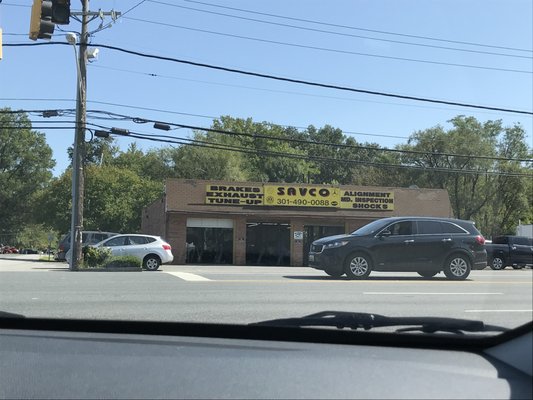 BRAKES
EXHAUST
TUNE-UP
SAVCO
301-490-0088
ALIGNMENT
MD. INSPECTION
SHOCKS